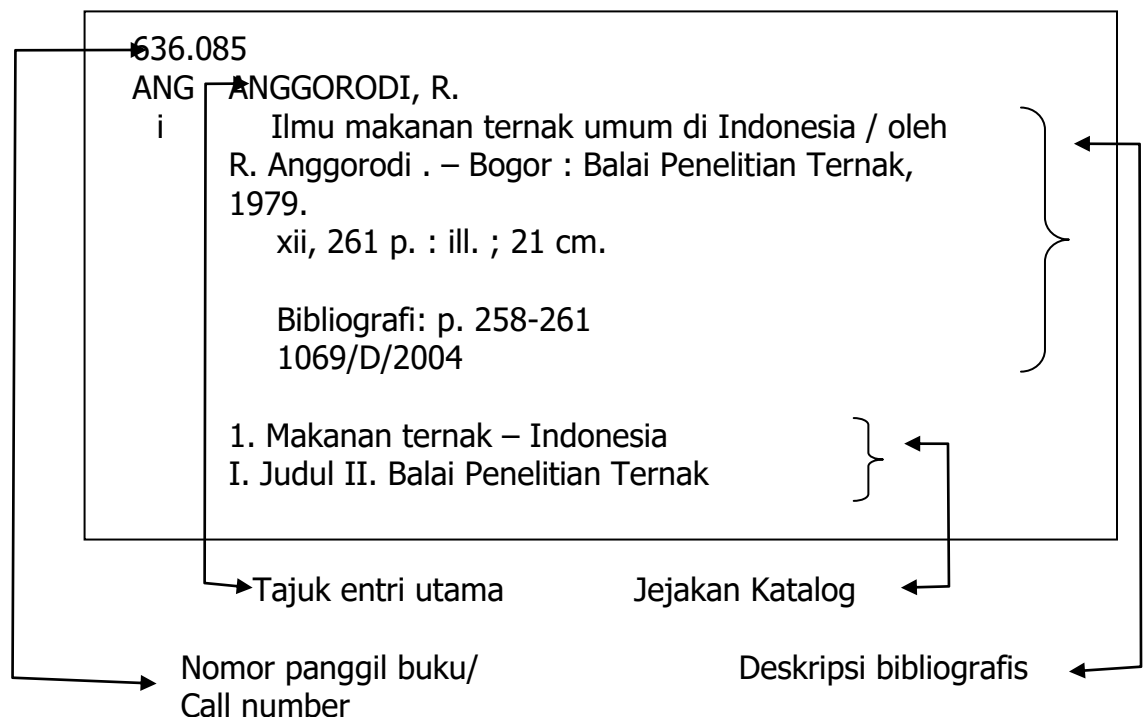 636.085
ANG ANGGORODI, R.
i Ilmu makanan ternak umum di Indonesia / oleh
R. Anggorodi . – Bogor : Balai Penelitian Ternak,
1979.
xii, 261 p. : ill. ; 21 cm.
Bibliografi: p. 258-261
1069/D/2004
1. Makanan ternak – Indonesia
I. Judul II. Balai Penelitian Ternak
Tajuk entri utama Jejakan Katalog
Nomor panggil buku/ Deskripsi bibliografis
Call number